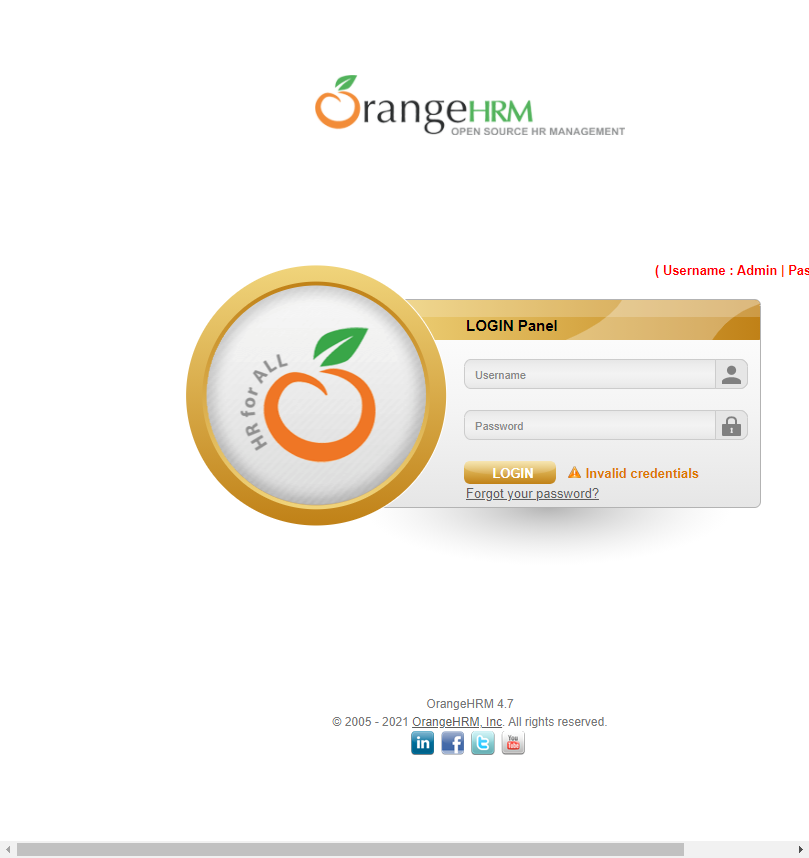 OrangeHRM
OPEN SOURCE HR MANAGEMENT
( Username : Admin | Pas
HR for ALL
LOGIN Panel
Username
Password
LOGIN
Invalid credentials
Forgot your password?
OrangeHRM 4.7
© 2005 - 2021 OrangeHRM, Inc. All rights reserved.
in f t You Tube